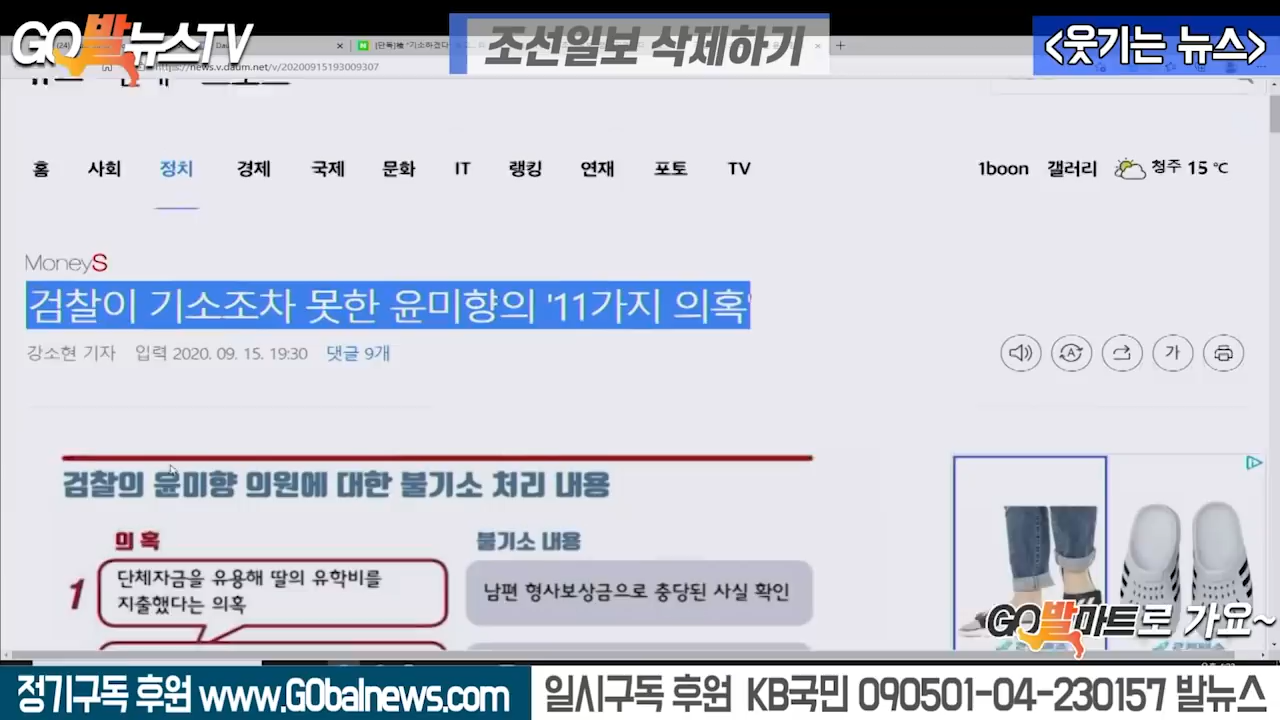 GO발뉴스TV
조선일보 삭제하기
<웃기는 뉴스>
https://news.v.daum.net/v/20200915193009307
홈 사회 정치 경제 국제 문화 IT 랭킹 연재 포토 TV
1boon 갤러리 청주 15 ℃
MoneyS
검찰이 기소조차 못한 윤미향의 '11가지 의혹'
강소현 기자 입력 2020. 09. 15. 19:30 댓글 9개
가
검찰의 윤미향 의원에 대한 불기소 처리 내용
의 혹
불기소 내용
1
단체자금을 유용해 딸의 유학비를
지출했다는 의혹
남편 형사보상금으로 충당된 사실 확인
GO발마트로 가요~
정기구독 후원 www.GObalnews.com
일시구독 후원 KB국민 090501-04-230157 발뉴스